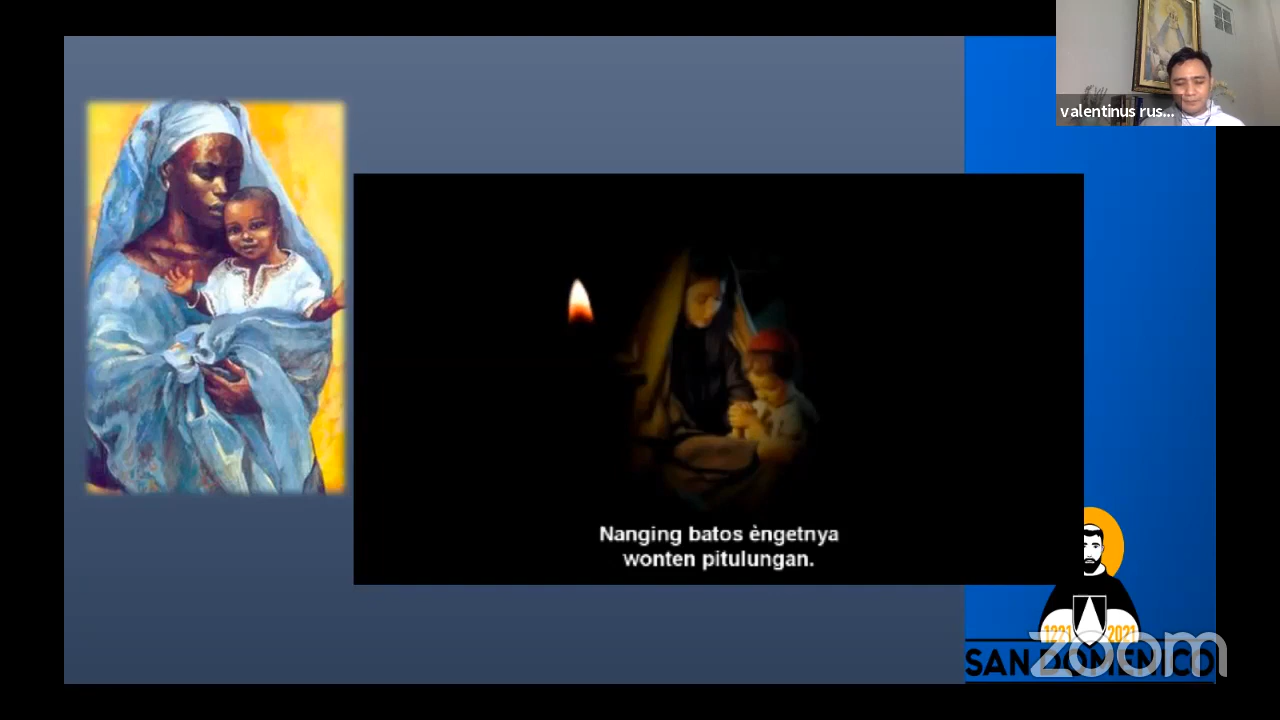 valentinus rus...
Nanging batos èngetnya
wonten pitulungan.
1221 2021
SAN DOMENICO
zoom